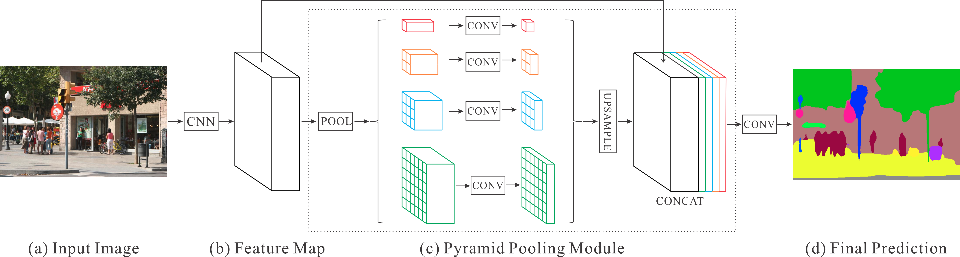 CNN
POOL
CONV
CONV
CONV
CONV
UPSAMPLE
CONCAT
CONV
(a) Input Image
(b) Feature Map
(c) Pyramid Pooling Module
(d) Final Prediction